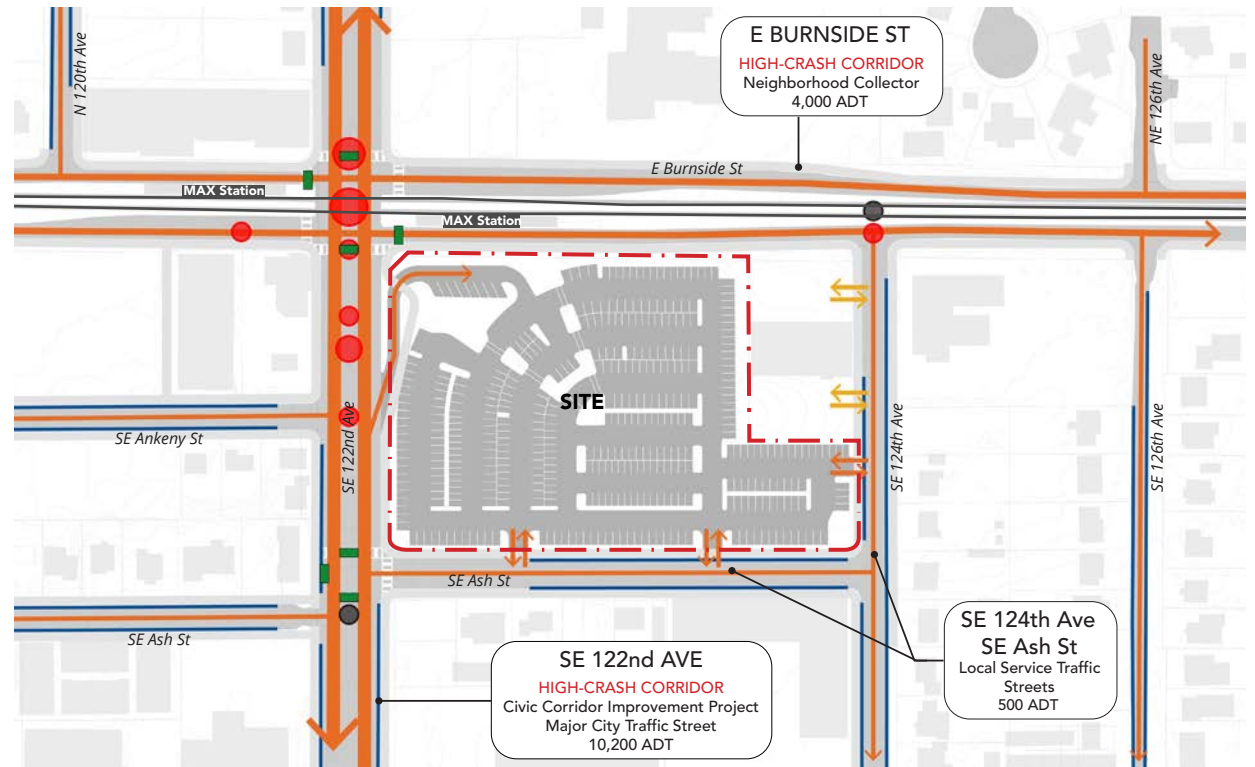 E BURNSIDE ST
HIGH-CRASH CORRIDOR
Neighborhood Collector
4,000 ADT
N 120th Ave
NE 126th Ave
E Burnside St
MAX Station
MAX Station
SITE
SE Ankeny St
SE 122nd Ave
SE 124th Ave
SE 126th Ave
SE Ash St
SE Ash St
SE 124th Ave
SE Ash St
Local Service Traffic
Streets
500 ADT
SE 122nd AVE
HIGH-CRASH CORRIDOR
Civic Corridor Improvement Project
Major City Traffic Street
10,200 ADT